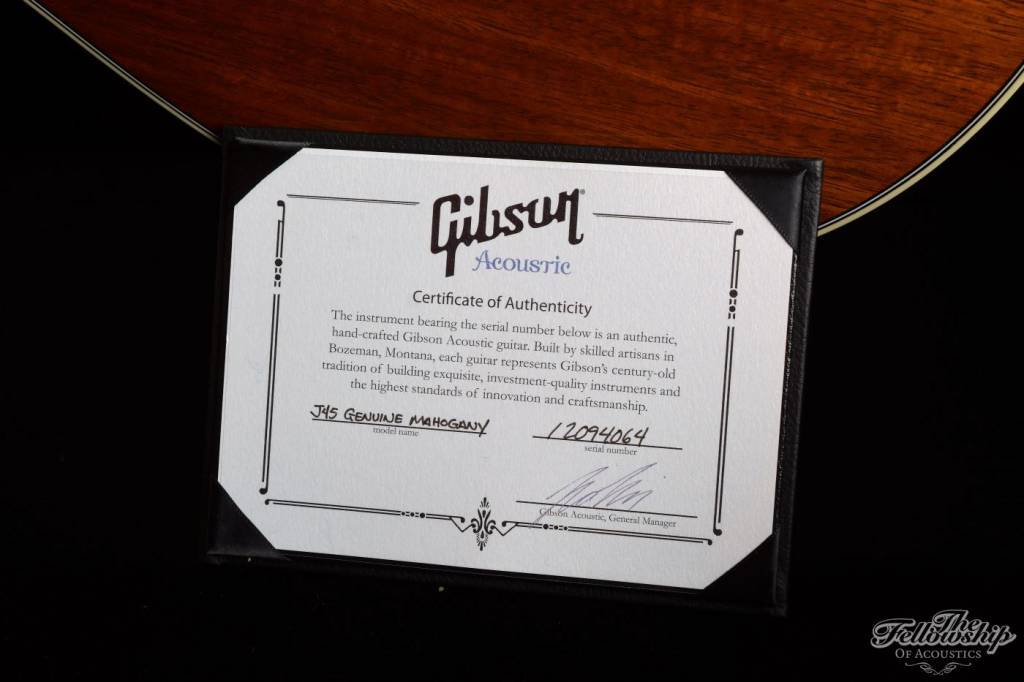 Gibson
Acoustic
Certificate of Authenticity
The instrument bearing the serial number below is an authentic,
hand-crafted Gibson Acoustic guitar. Built by skilled artisans in
Bozeman, Montana, each guitar represents Gibson's century-old
tradition of building exquisite, investment-quality instruments and
the highest standards of innovation and craftsmanship.
J45 GENUINE MAHOGANY 12094064
model name serial number
Gibson Acoustic, General Manager
The
Fellowship
OF ACOUSTICS